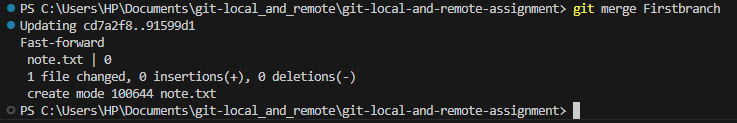 PS C:\Users\HP\Documents\git-local_and_remote\git-local-and-remote-assignment> git merge Firstbranch
Updating cd7a2f8..91599d1
Fast-forward
 note.txt | 0
 1 file changed, 0 insertions(+), 0 deletions(-)
 create mode 100644 note.txt
PS C:\Users\HP\Documents\git-local_and_remote\git-local-and-remote-assignment>